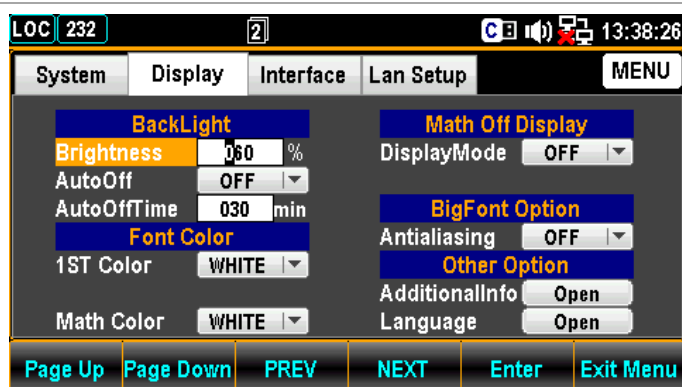 LOC 232 2 C 13:38:26
System Display Interface Lan Setup MENU
BackLight
Brightness 060 %
AutoOff OFF
AutoOffTime 030 min
Font Color
1ST Color WHITE
Math Color WHITE
Math Off Display
DisplayMode OFF
BigFont Option
Antialiasing OFF
Other Option
AdditionalInfo Open
Language Open
Page Up Page Down PREV NEXT Enter Exit Menu